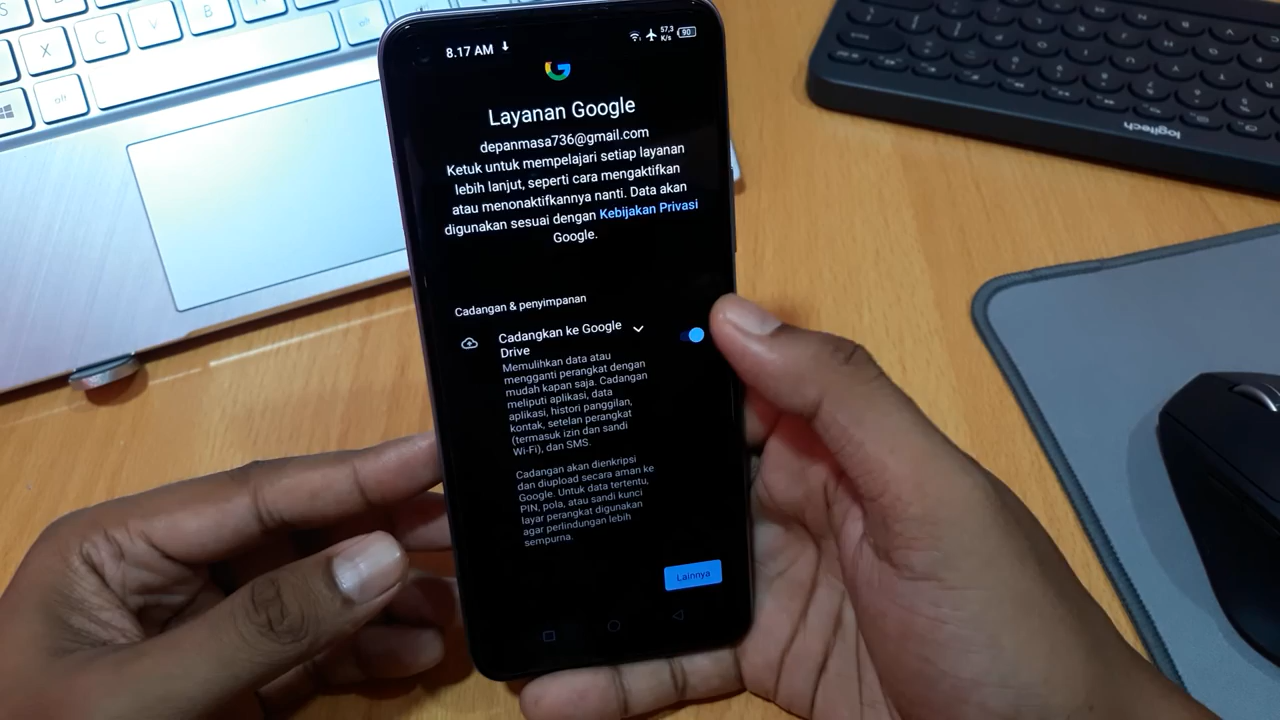 8.17 AM
57,3
K/s
90
Layanan Google
depanmasa736@gmail.com
Ketuk untuk mempelajari setiap layanan
lebih lanjut, seperti cara mengaktifkan
atau menonaktifkannya nanti. Data akan
digunakan sesuai dengan Kebijakan Privasi
Google.
Cadangan & penyimpanan
Cadangkan ke Google
Drive
Memulihkan data atau
mengganti perangkat dengan
mudah kapan saja. Cadangan
meliputi aplikasi, data
aplikasi, histori panggilan,
kontak, setelan perangkat
(termasuk izin dan sandi
Wi-Fi), dan SMS.
Cadangan akan dienkripsi
dan diupload secara aman ke
Google. Untuk data tertentu,
PIN, pola, atau sandi kunci
layar perangkat digunakan
agar perlindungan lebih
sempurna.
Lainnya
X
C
V
B
N
alt
logitech